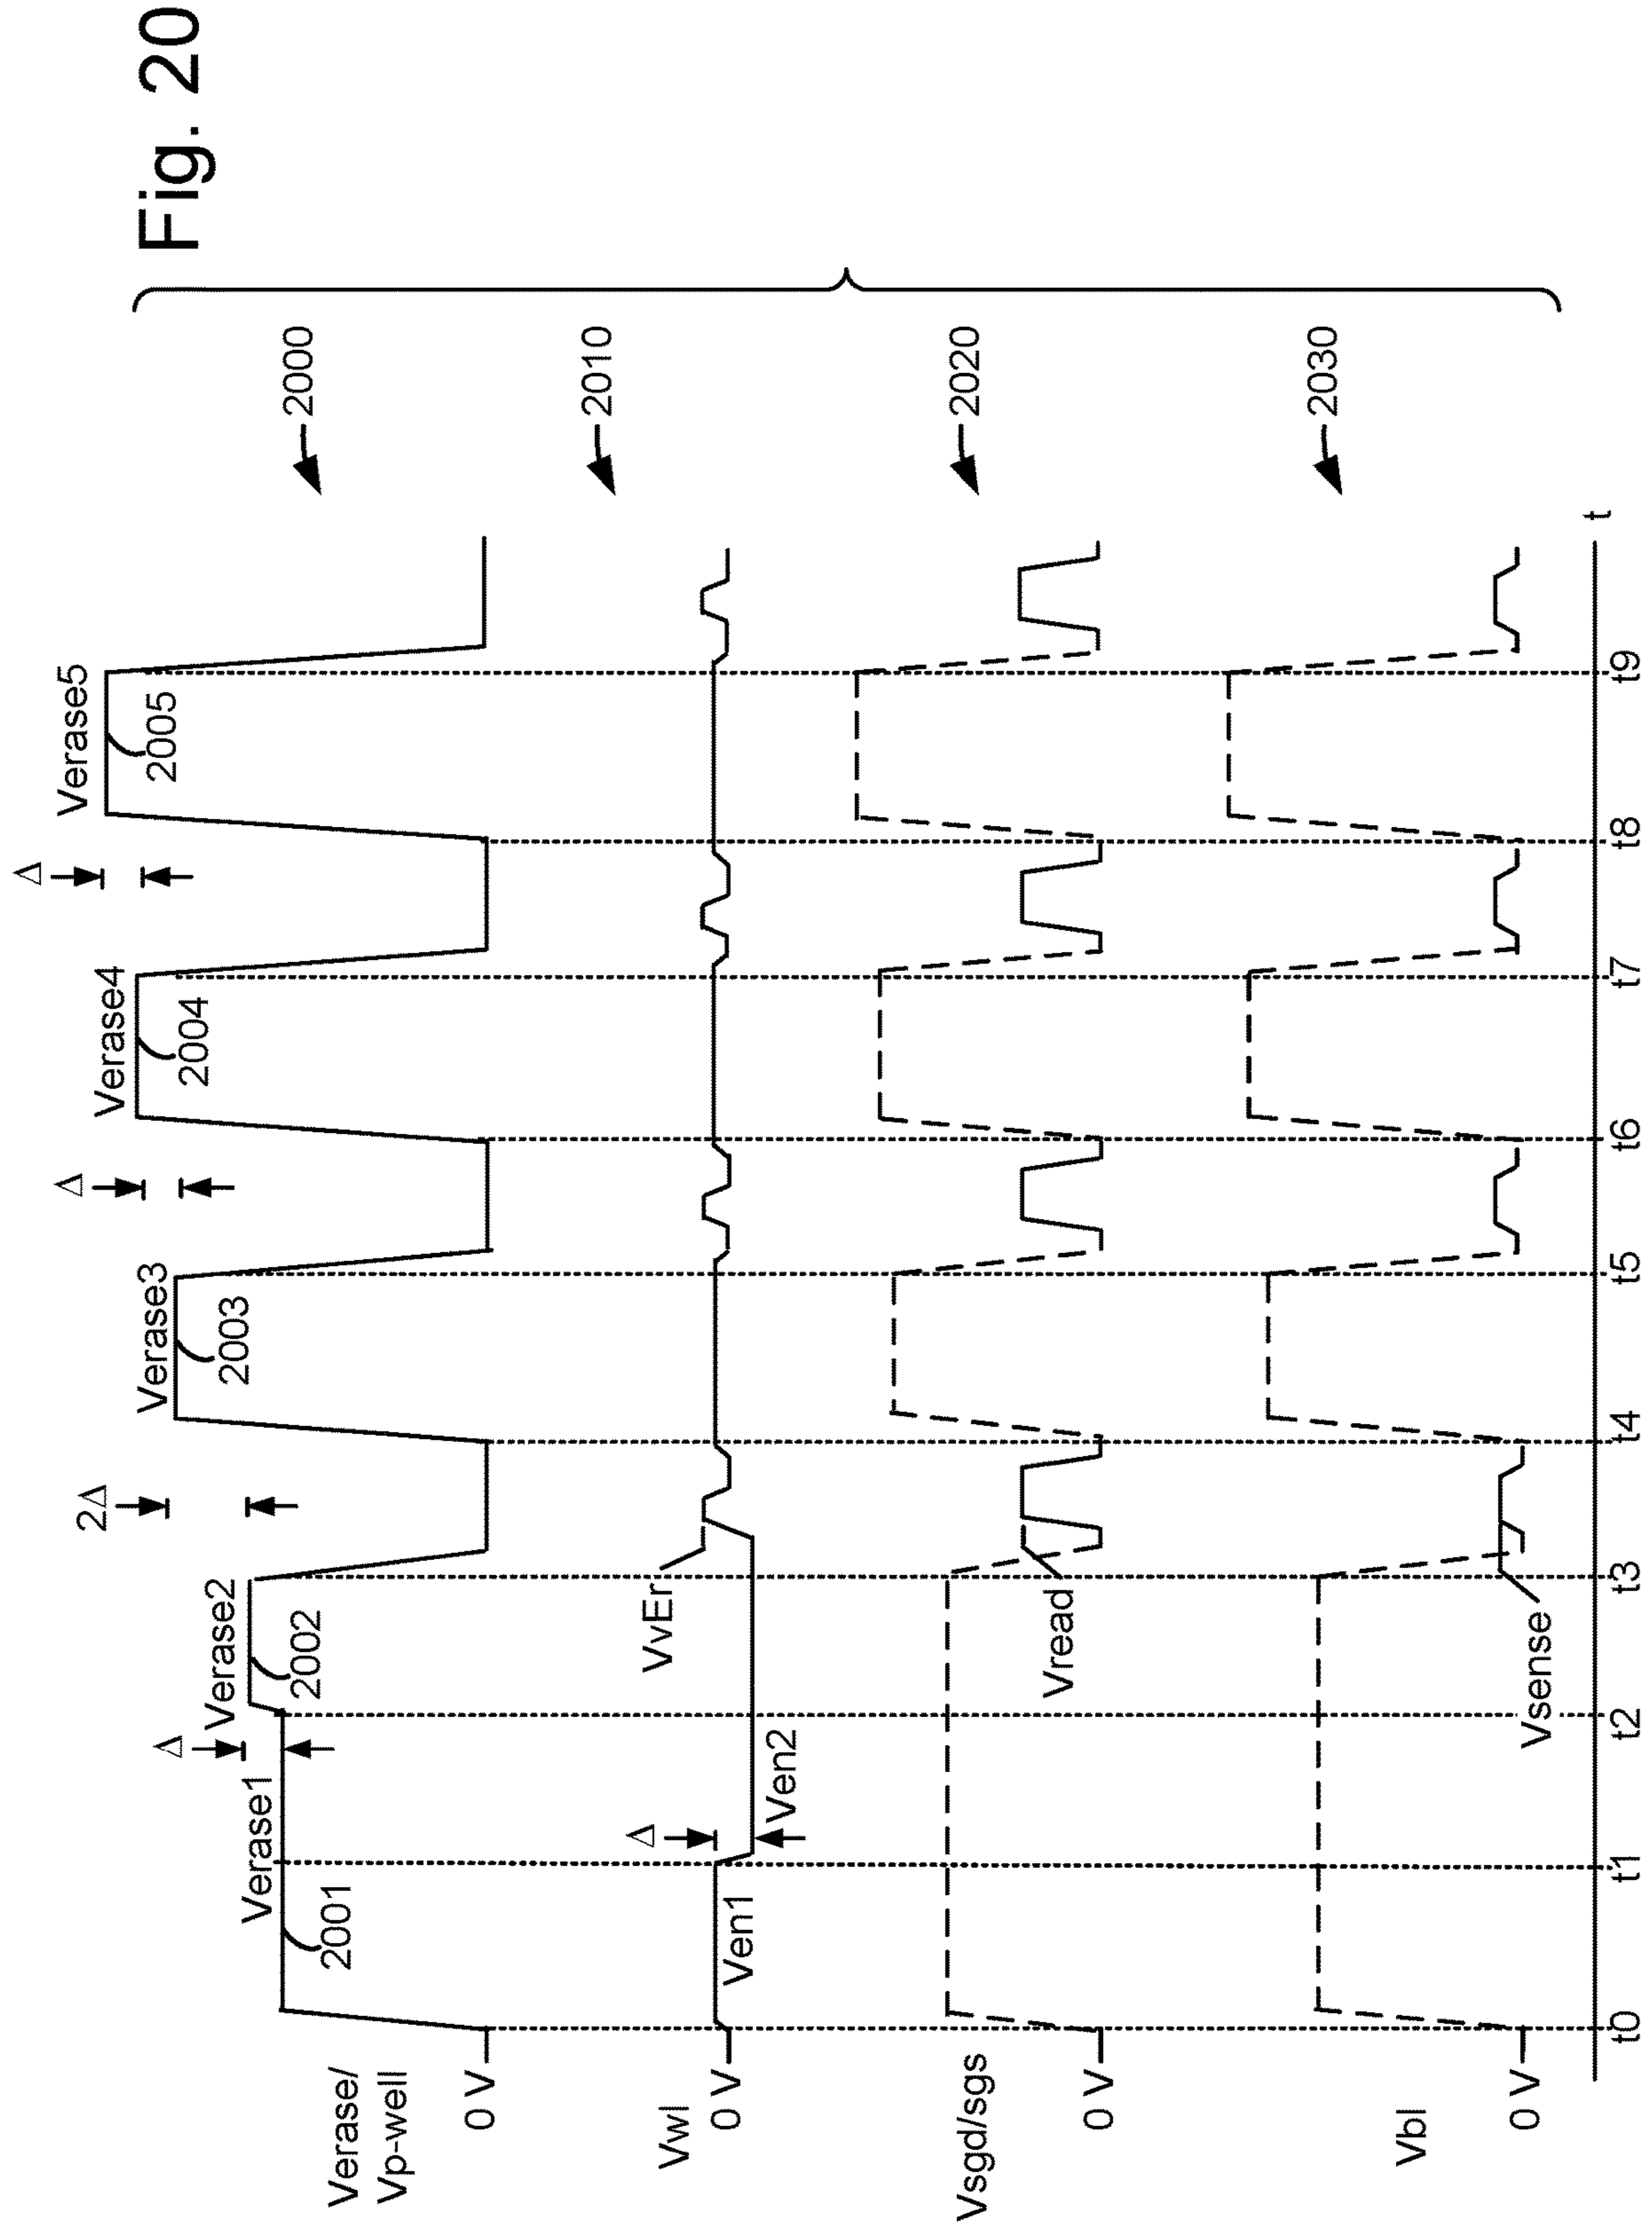 Fig. 20
Verase/
Vp-well
0 V
Verase1
2001
Δ
Verase2
2002
2Δ
Verase3
2003
Δ
Verase4
2004
Δ
Verase5
2005
2000
Vwl
0 V
Ven1
Δ
Ven2
VvEr
2010
Vsgd/sgs
0 V
Vread
2020
Vbl
0 V
Vsense
2030
t0 t1 t2 t3 t4 t5 t6 t7 t8 t9 t